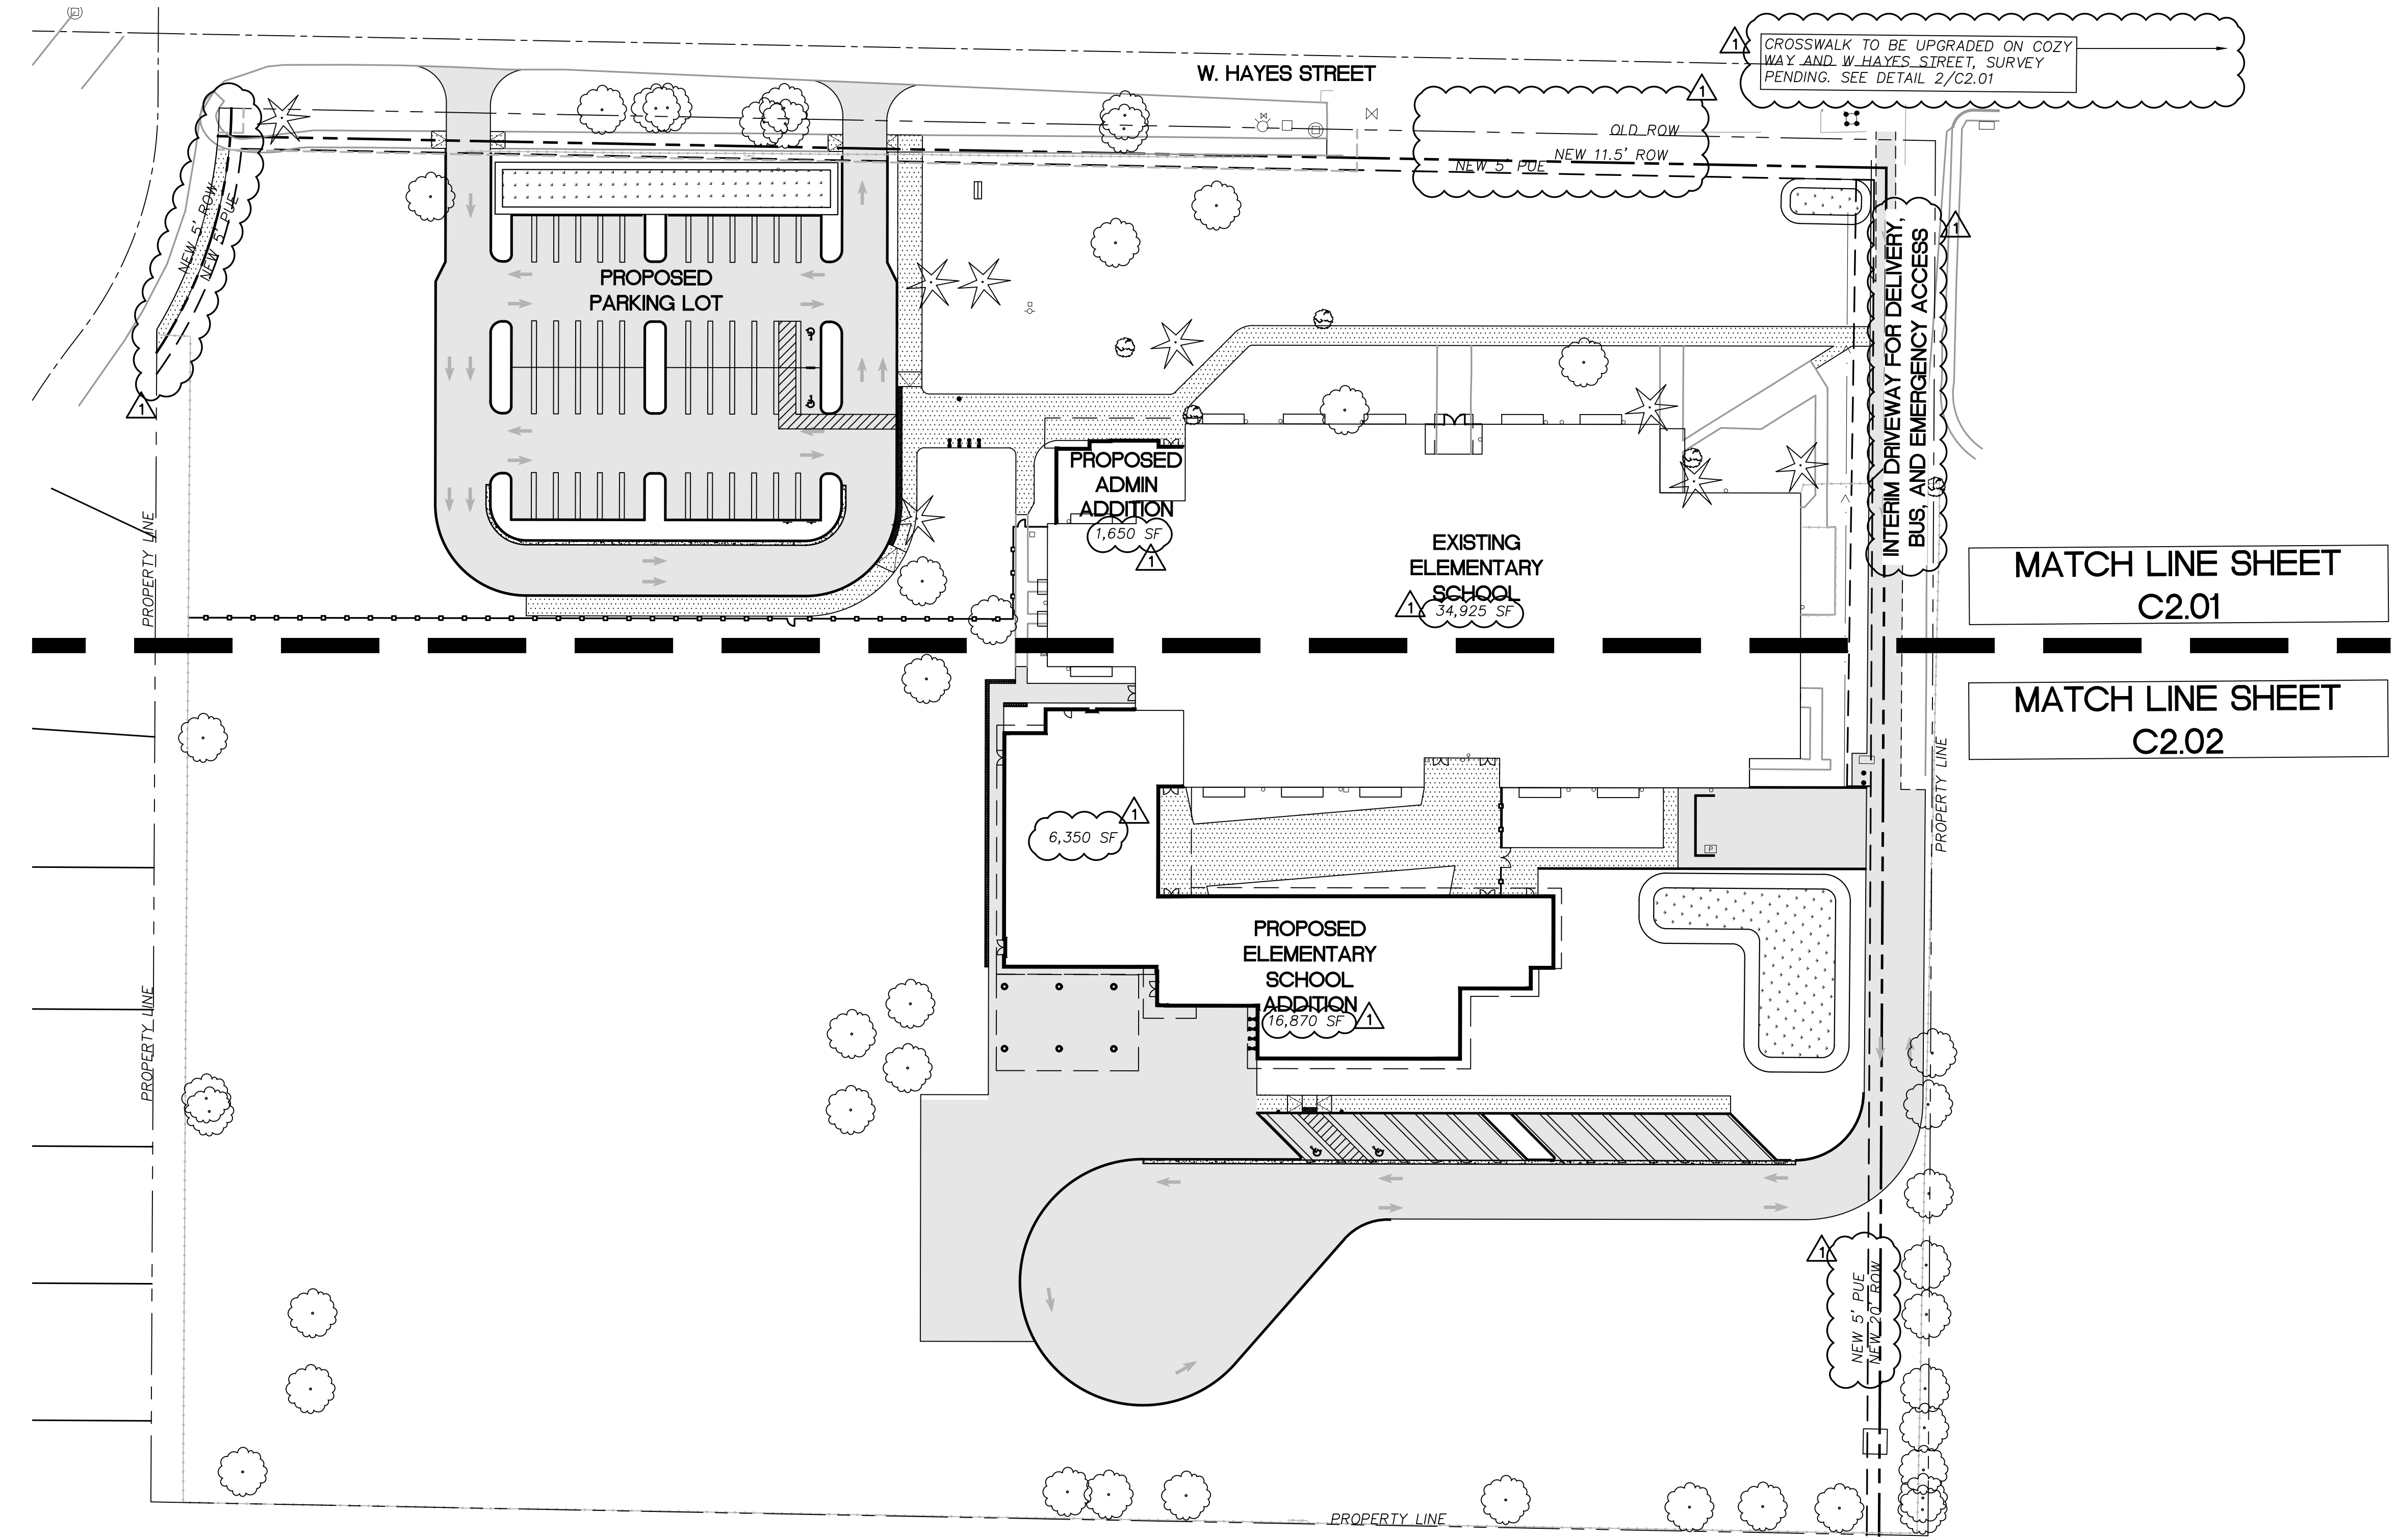 W. HAYES STREET
1
CROSSWALK TO BE UPGRADED ON COZY
WAY AND W HAYES STREET, SURVEY
PENDING. SEE DETAIL 2/C2.01
1
OLD ROW
NEW 11.5' ROW
NEW 5' PUE
NEW 5' ROW
NEW 5' PUE
1
PROPOSED
PARKING LOT
INTERIM DRIVEWAY FOR DELIVERY,
BUS, AND EMERGENCY ACCESS
1
PROPOSED
ADMIN
ADDITION
1,650 SF
1
EXISTING
ELEMENTARY
SCHOOL
34,925 SF
1
PROPERTY LINE
MATCH LINE SHEET
C2.01
MATCH LINE SHEET
C2.02
PROPERTY LINE
6,350 SF
1
P
PROPOSED
ELEMENTARY
SCHOOL
ADDITION
16,870 SF
1
PROPERTY LINE
1
NEW 5' PUE
NEW 20' ROW
PROPERTY LINE